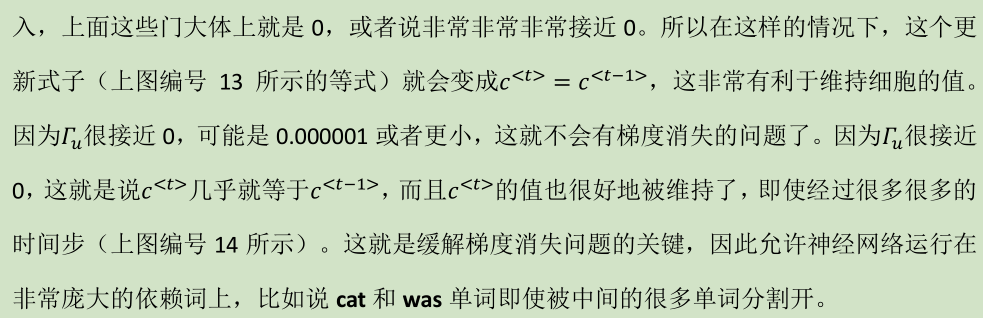 入，上面这些门大体上就是 0，或者说非常非常非常接近 0。所以在这样的情况下，这个更
新式子（上图编号 13 所示的等式）就会变成c^{<t>} = c^{<t−1>}，这非常有利于维持细胞的值。
因为Γ_u很接近 0，可能是 0.000001 或者更小，这就不会有梯度消失的问题了。因为Γ_u很接近
0，这就是说c^{<t>}几乎就等于c^{<t−1>}，而且c^{<t>}的值也很好地被维持了，即使经过很多很多的
时间步（上图编号 14 所示）。这就是缓解梯度消失问题的关键，因此允许神经网络运行在
非常庞大的依赖词上，比如说 cat 和 was 单词即使被中间的很多单词分割开。